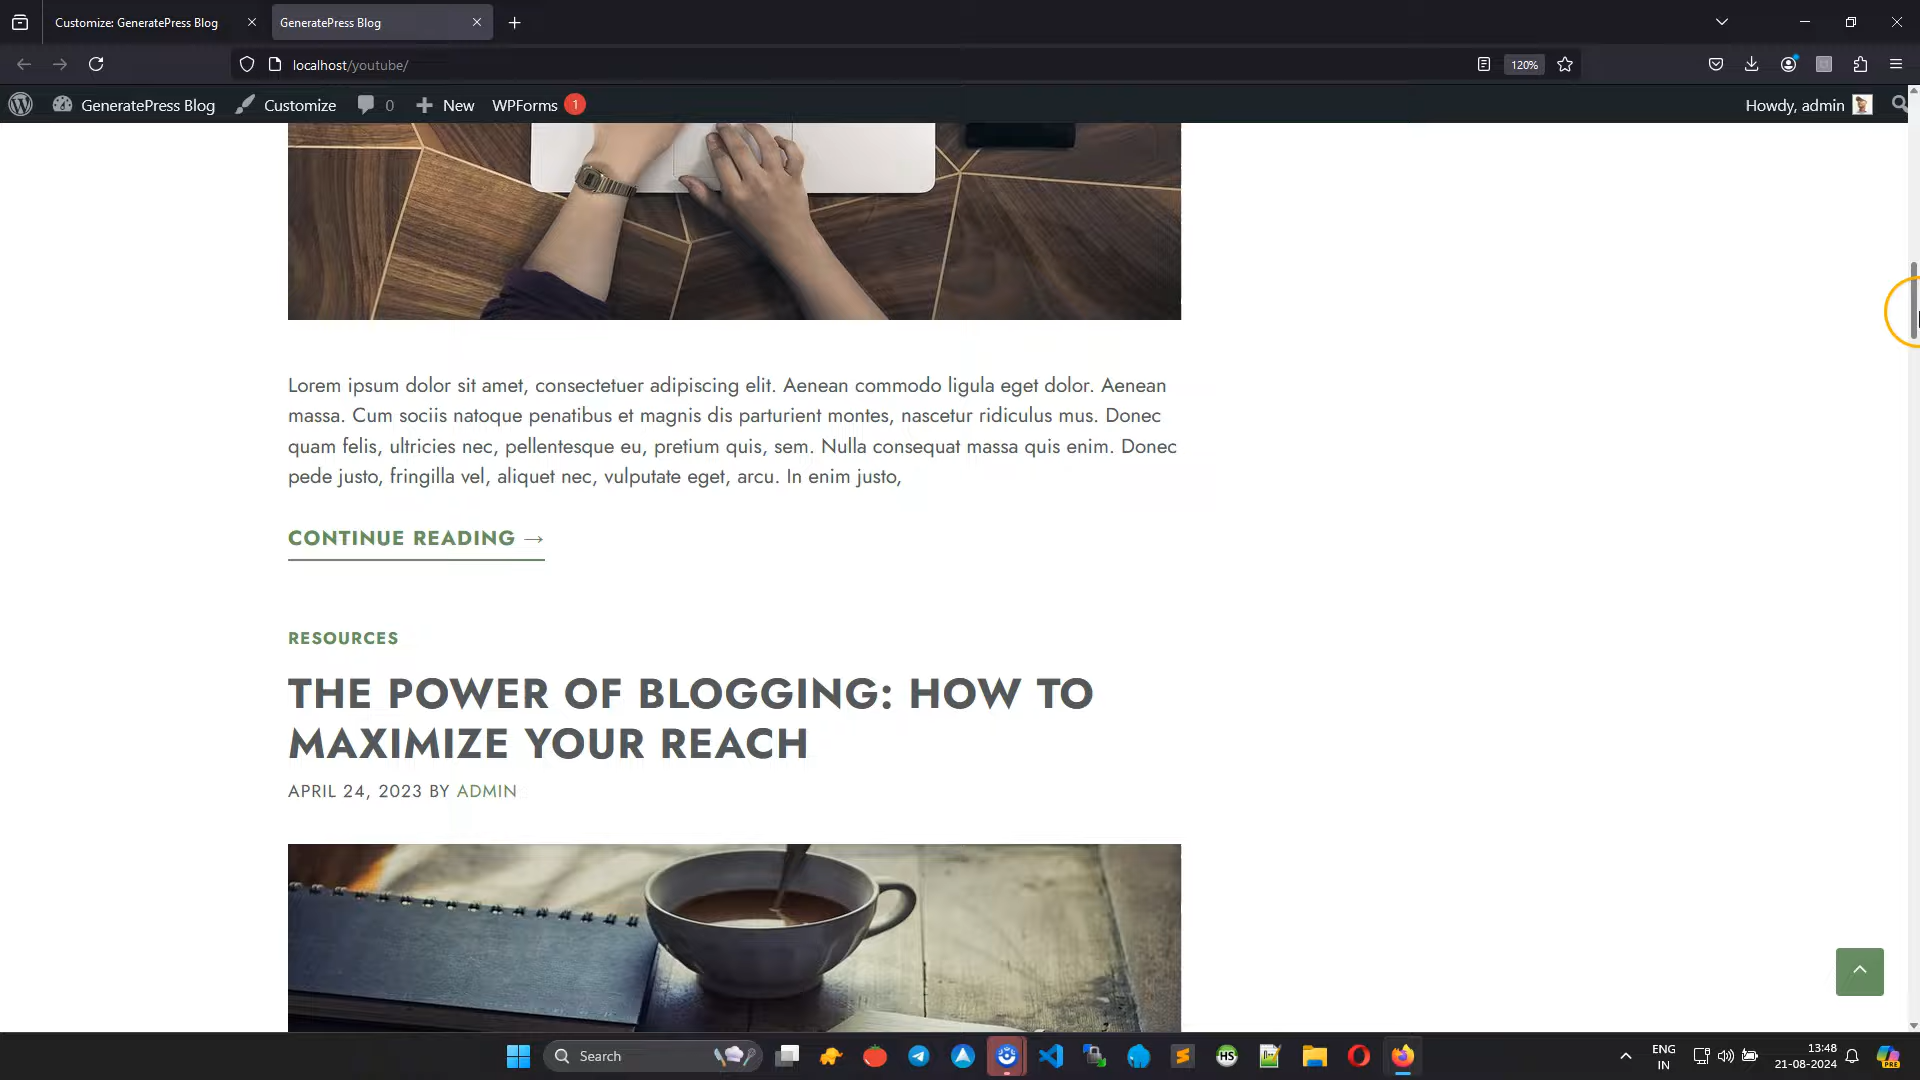 Customize: GeneratePress Blog
GeneratePress Blog
localhost/youtube/
120%
GeneratePress Blog
Customize
0
New
WPForms
1
Howdy, admin
Lorem ipsum dolor sit amet, consectetuer adipiscing elit. Aenean commodo ligula eget dolor. Aenean
massa. Cum sociis natoque penatibus et magnis dis parturient montes, nascetur ridiculus mus. Donec
quam felis, ultricies nec, pellentesque eu, pretium quis, sem. Nulla consequat massa quis enim. Donec
pede justo, fringilla vel, aliquet nec, vulputate eget, arcu. In enim justo,
CONTINUE READING →
RESOURCES
THE POWER OF BLOGGING: HOW TO
MAXIMIZE YOUR REACH
APRIL 24, 2023 BY ADMIN
Search
HS
ENG
IN
13:48
21-08-2024
PRE